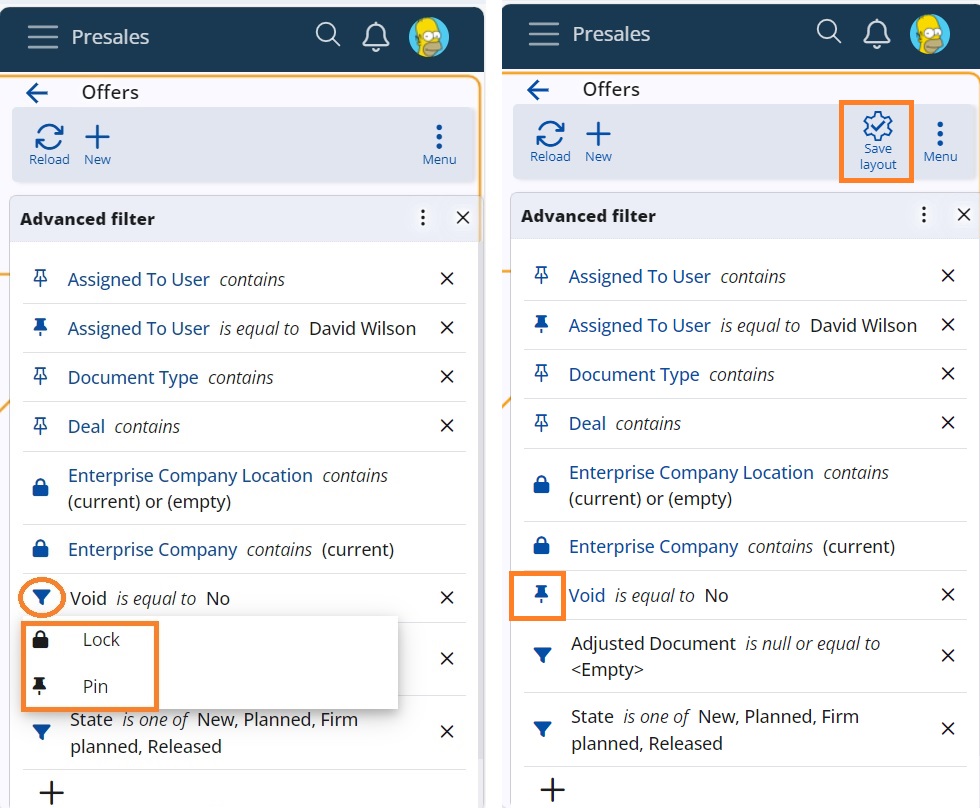 Presales
Offers
Reload New Menu
Advanced filter
Assigned To User contains
Assigned To User is equal to David Wilson
Document Type contains
Deal contains
Enterprise Company Location contains
(current) or (empty)
Enterprise Company contains (current)
Void is equal to No
Lock
Pin
State is one of New, Planned, Firm
planned, Released
Presales
Offers
Reload New Save
layout Menu
Advanced filter
Assigned To User contains
Assigned To User is equal to David Wilson
Document Type contains
Deal contains
Enterprise Company Location contains
(current) or (empty)
Enterprise Company contains (current)
Void is equal to No
Adjusted Document is null or equal to
<Empty>
State is one of New, Planned, Firm
planned, Released